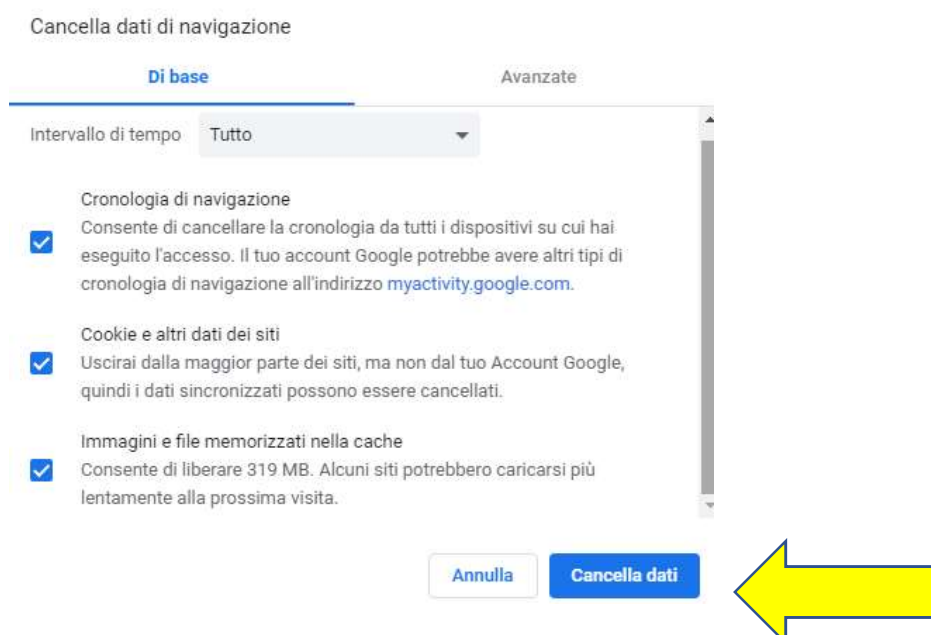 Cancella dati di navigazione
Di base
Avanzate
Intervallo di tempo Tutto
Cronologia di navigazione
Consente di cancellare la cronologia da tutti i dispositivi su cui hai
eseguito l'accesso. Il tuo account Google potrebbe avere altri tipi di
cronologia di navigazione all'indirizzo myactivity.google.com.
Cookie e altri dati dei siti
Uscirai dalla maggior parte dei siti, ma non dal tuo Account Google,
quindi i dati sincronizzati possono essere cancellati.
Immagini e file memorizzati nella cache
Consente di liberare 319 MB. Alcuni siti potrebbero caricarsi più
lentamente alla prossima visita.
Annulla
Cancella dati